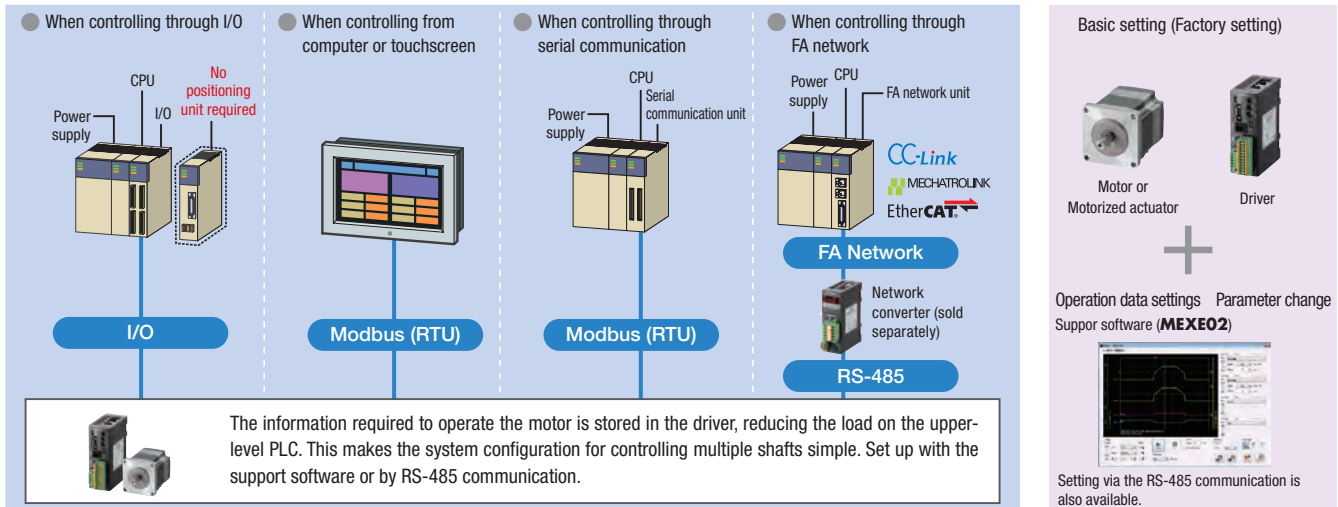 When controlling through I/O
Power
supply
CPU
I/O
No
positioning
unit required
I/O
When controlling from
computer or touchscreen
Modbus (RTU)
When controlling through
serial communication
Power
supply
CPU
Serial
communication unit
Modbus (RTU)
When controlling through
FA network
Power
supply
CPU
FA network unit
CC-Link
MECHATROLINK
EtherCAT®
FA Network
Network
converter (sold
separately)
RS-485
The information required to operate the motor is stored in the driver, reducing the load on the upper-
level PLC. This makes the system configuration for controlling multiple shafts simple. Set up with the
support software or by RS-485 communication.
Basic setting (Factory setting)
Motor or
Motorized actuator
Driver
Operation data settings Parameter change
Suppor software (MEXE02)
Setting via the RS-485 communication is
also available.